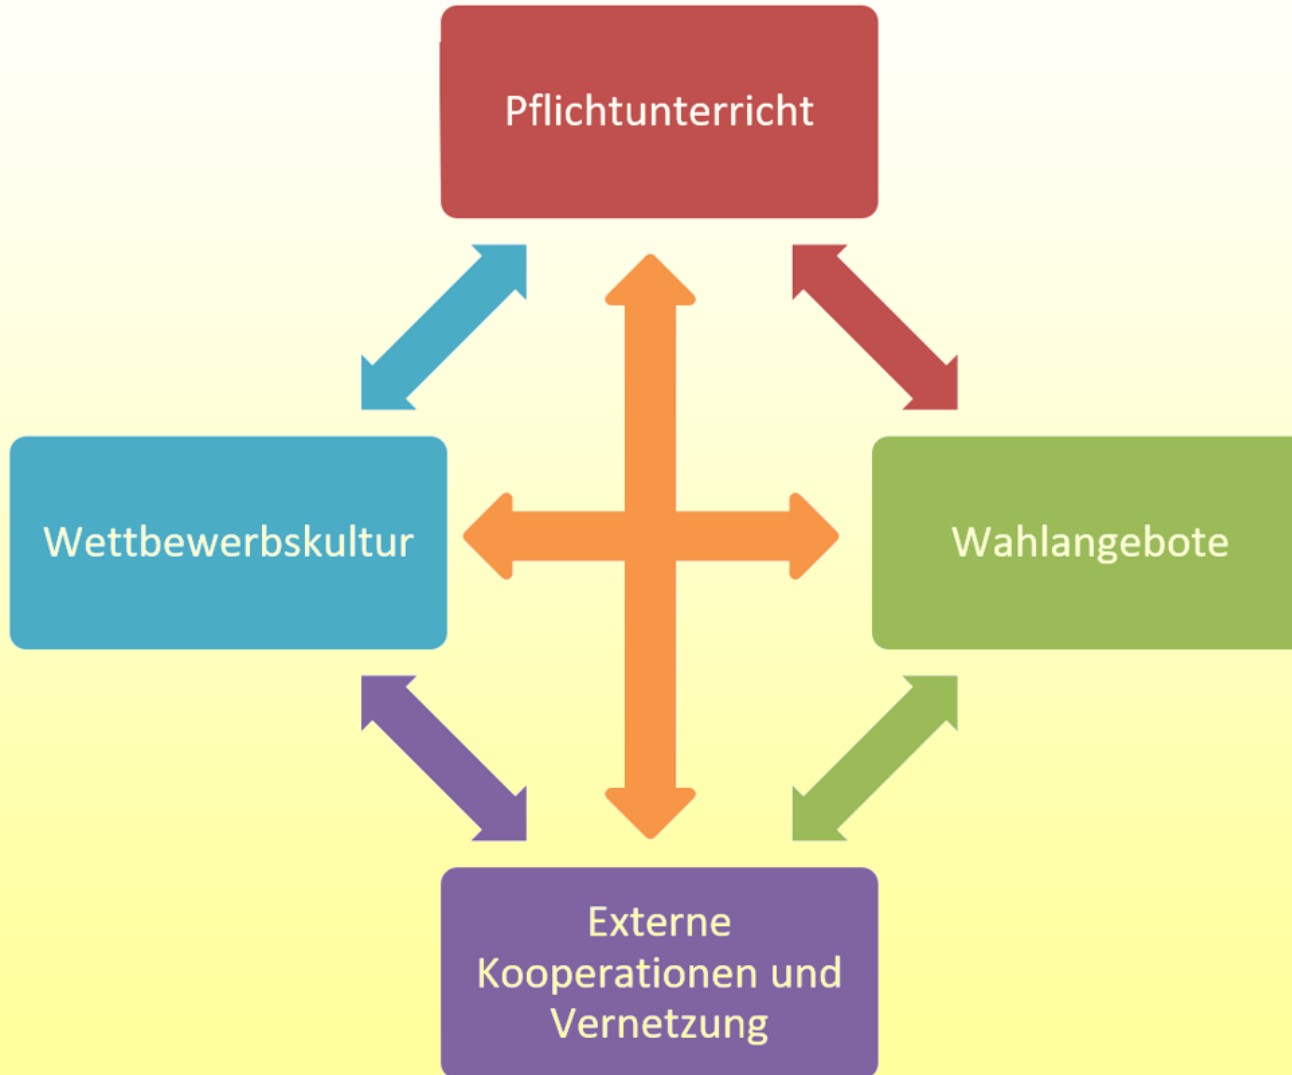 Pflichtunterricht
Wettbewerbskultur
Wahlangebote
Externe
Kooperationen und
Vernetzung